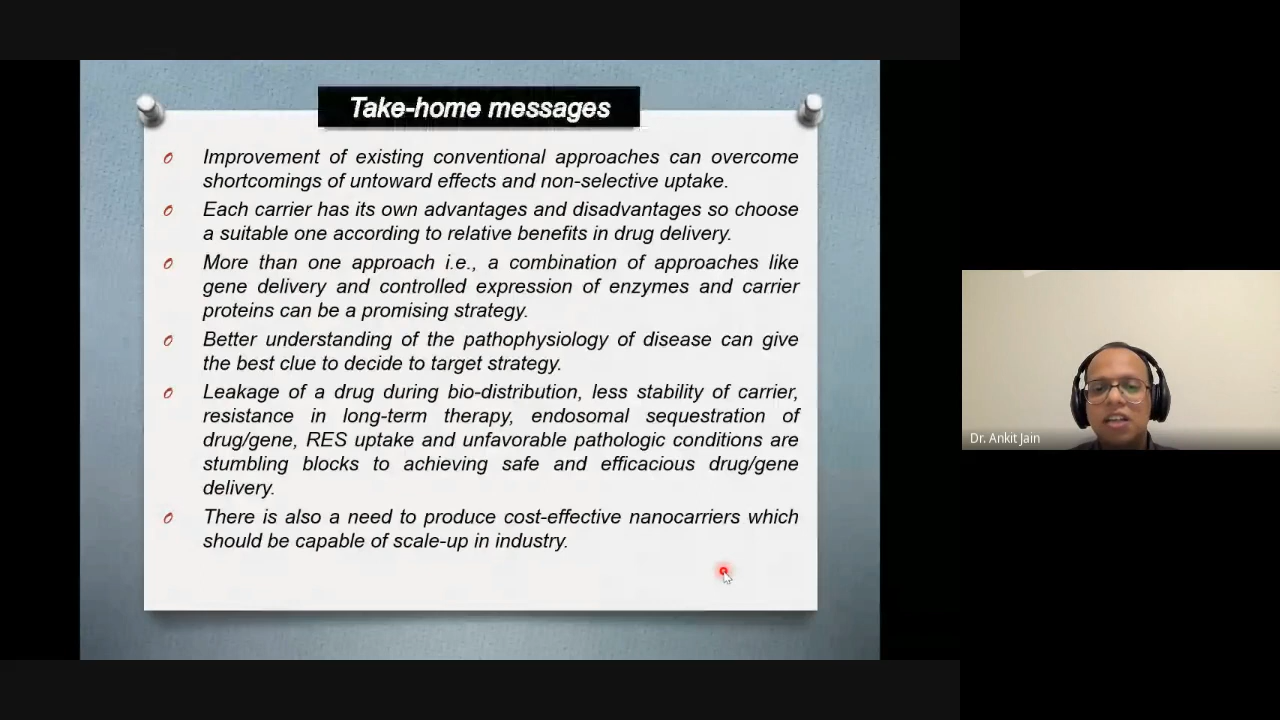 Take-home messages
Improvement of existing conventional approaches can overcome
shortcomings of untoward effects and non-selective uptake.
Each carrier has its own advantages and disadvantages so choose
a suitable one according to relative benefits in drug delivery.
More than one approach i.e., a combination of approaches like
gene delivery and controlled expression of enzymes and carrier
proteins can be a promising strategy.
Better understanding of the pathophysiology of disease can give
the best clue to decide to target strategy.
Leakage of a drug during bio-distribution, less stability of carrier,
resistance in long-term therapy, endosomal sequestration of
drug/gene, RES uptake and unfavorable pathologic conditions are
stumbling blocks to achieving safe and efficacious drug/gene
delivery.
There is also a need to produce cost-effective nanocarriers which
should be capable of scale-up in industry.
Dr. Ankit Jain